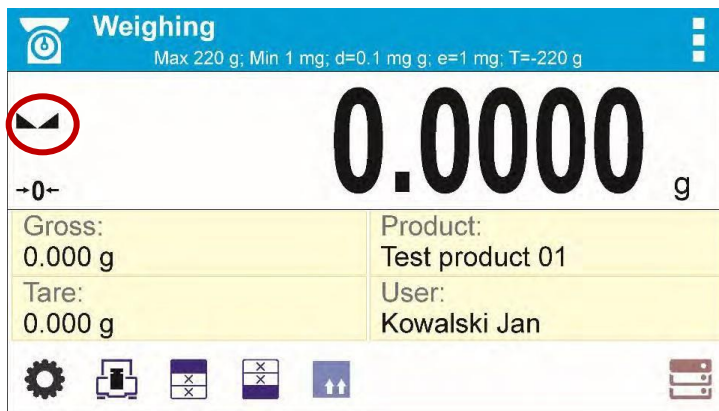 Weighing
Max 220 g; Min 1 mg; d=0.1 mg g; e=1 mg; T=-220 g
0.0000 g
→0←
Gross:
0.000 g
Product:
Test product 01
Tare:
0.000 g
User:
Kowalski Jan